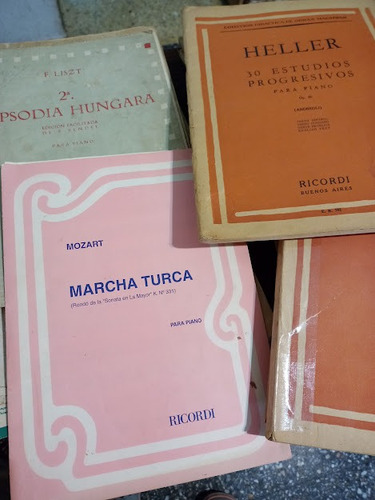 F. LISZT
2ª.
PSODIA HUNGARA
PARA PIANO
HELLER
30 ESTUDIOS
PROGRESIVOS
PARA PIANO
RICORDI
BUENOS AIRES
MOZART
MARCHA TURCA
(Rondó de la "Sonata en La Mayor" K. Nº 331)
PARA PIANO
RICORDI